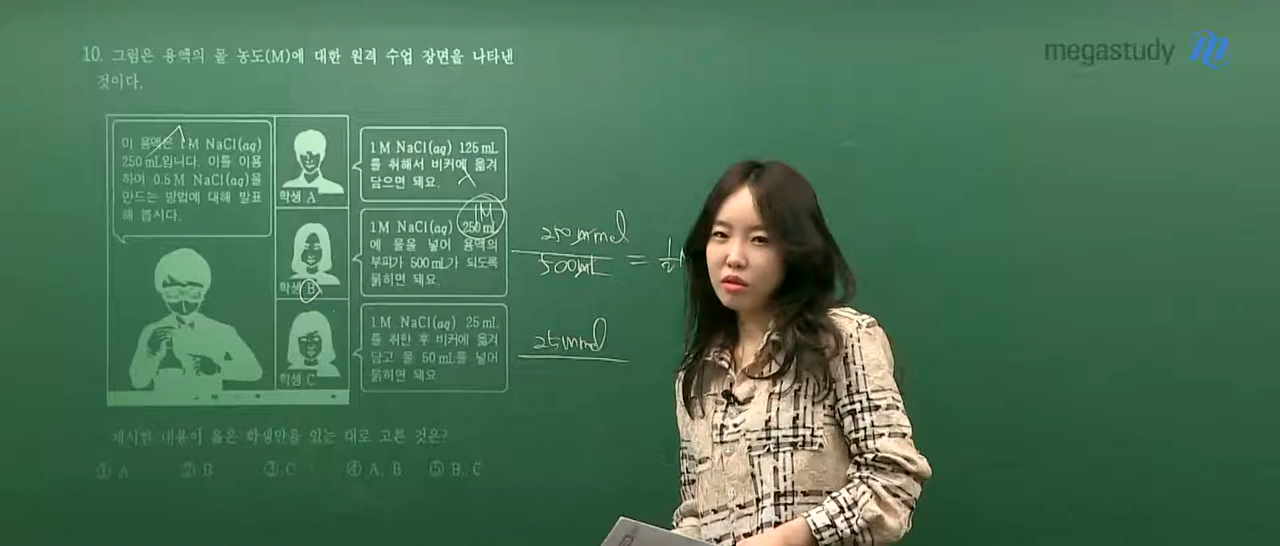 10. 그림은 용액의 몰 농도(M)에 대한 원격 수업 장면을 나타낸
것이다.
이 용액은 1M NaCl(aq)
250 mL입니다. 이를 이용
하여 0.5 M NaCl(aq)을
만드는 방법에 대해 발표
해 봅시다.
학생 A
1M NaCl(aq) 125 mL
를 취해서 비커에 옮겨
담으면 돼요.
학생 B
1M NaCl(aq) 250 mL
에 물을 넣어 용액의
부피가 500 mL가 되도록
묽히면 돼요.
학생 C
1M NaCl(aq) 25 mL
를 취한 후 비커에 옮겨
담고 물 50 mL를 넣어
묽히면 돼요
제시한 내용이 옳은 학생만을 있는 대로 고른 것은?
① A ② B ③ C ④ A, B ⑤ B, C
1M
250 mmol
500 mL
= 1/2 M
25 mmol
megastudy